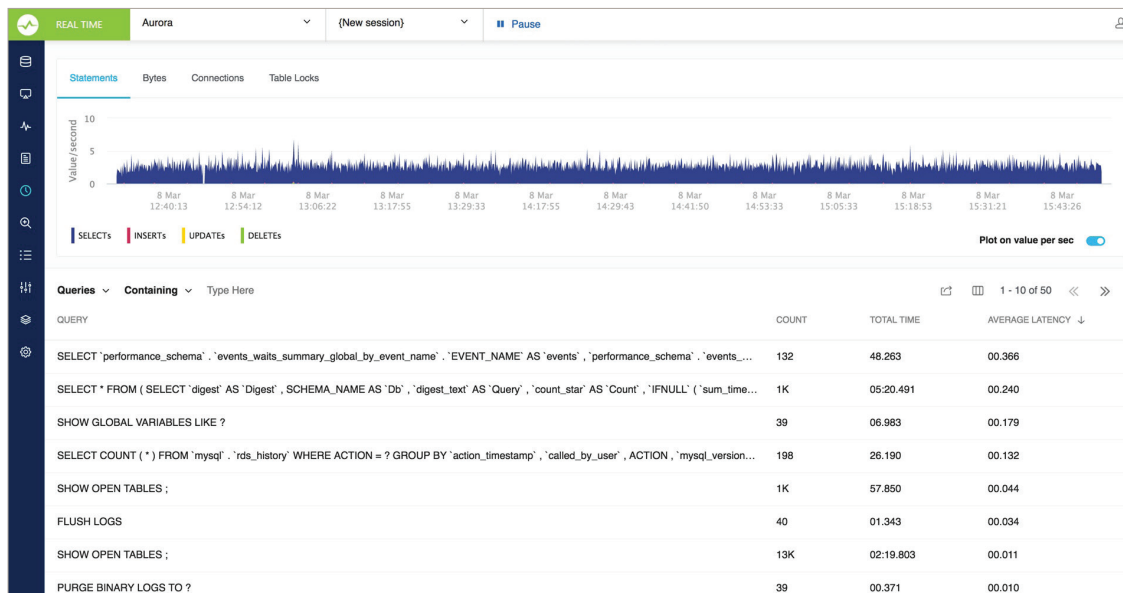 REAL TIME Aurora {New session} Pause
Statements Bytes Connections Table Locks
Value/second
10
5
0
8 Mar 8 Mar 8 Mar 8 Mar 8 Mar 8 Mar 8 Mar 8 Mar 8 Mar 8 Mar 8 Mar 8 Mar 8 Mar
12:40:13 12:54:12 13:06:22 13:17:55 13:29:33 14:17:55 14:29:43 14:41:50 14:53:33 15:05:33 15:18:53 15:31:21 15:43:26
SELECTs INSERTs UPDATEs DELETEs
Plot on value per sec
Queries Containing Type Here 1 - 10 of 50
QUERY COUNT TOTAL TIME AVERAGE LATENCY
SELECT `performance_schema` . `events_waits_summary_global_by_event_name` . `EVENT_NAME` AS `events` , `performance_schema` . `events_... 132 48.263 00.366
SELECT * FROM ( SELECT `digest` AS `Digest` , SCHEMA_NAME AS `Db` , `digest_text` AS `Query` , `count_star` AS `Count` , `IFNULL` ( `sum_time... 1K 05:20.491 00.240
SHOW GLOBAL VARIABLES LIKE ? 39 06.983 00.179
SELECT COUNT ( * ) FROM `mysql` . `rds_history` WHERE ACTION = ? GROUP BY `action_timestamp` , `called_by_user` , ACTION , `mysql_version... 198 26.190 00.132
SHOW OPEN TABLES ; 1K 57.850 00.044
FLUSH LOGS 40 01.343 00.034
SHOW OPEN TABLES ; 13K 02:19.803 00.011
PURGE BINARY LOGS TO ? 39 00.371 00.010